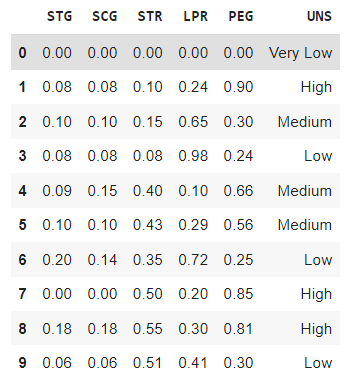 STG SCG STR LPR PEG UNS
0 0.00 0.00 0.00 0.00 0.00 Very Low
1 0.08 0.08 0.10 0.24 0.90 High
2 0.10 0.10 0.15 0.65 0.30 Medium
3 0.08 0.08 0.08 0.98 0.24 Low
4 0.09 0.15 0.40 0.10 0.66 Medium
5 0.10 0.10 0.43 0.29 0.56 Medium
6 0.20 0.14 0.35 0.72 0.25 Low
7 0.00 0.00 0.50 0.20 0.85 High
8 0.18 0.18 0.55 0.30 0.81 High
9 0.06 0.06 0.51 0.41 0.30 Low